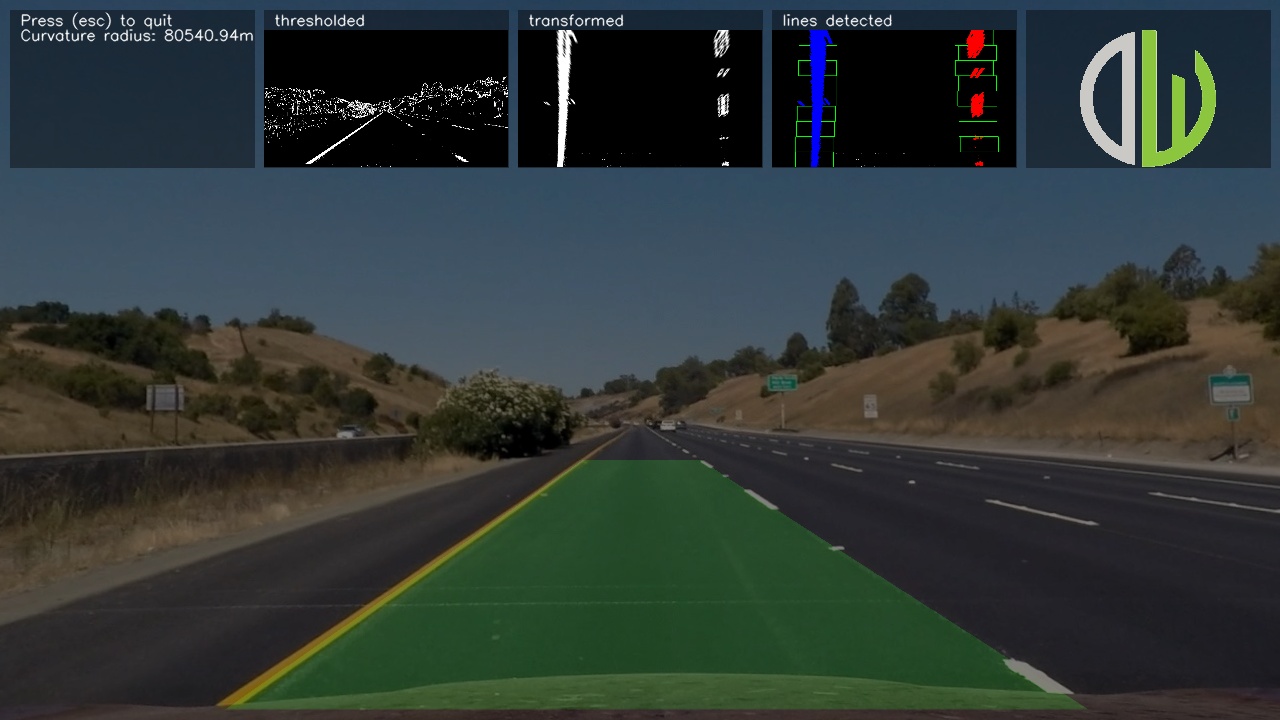 Press (esc) to quit
Curvature radius: 80540.94m
thresholded
transformed
lines detected